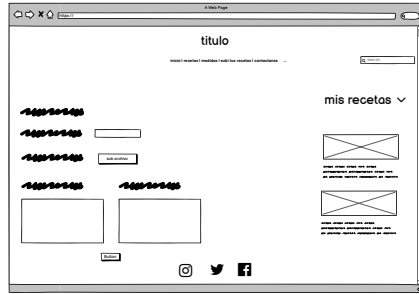 A Web Page
https://
titulo
inicio I recetas I medidas I subi tus recetas I contactanos
search
mis recetas
sub archivo
Button